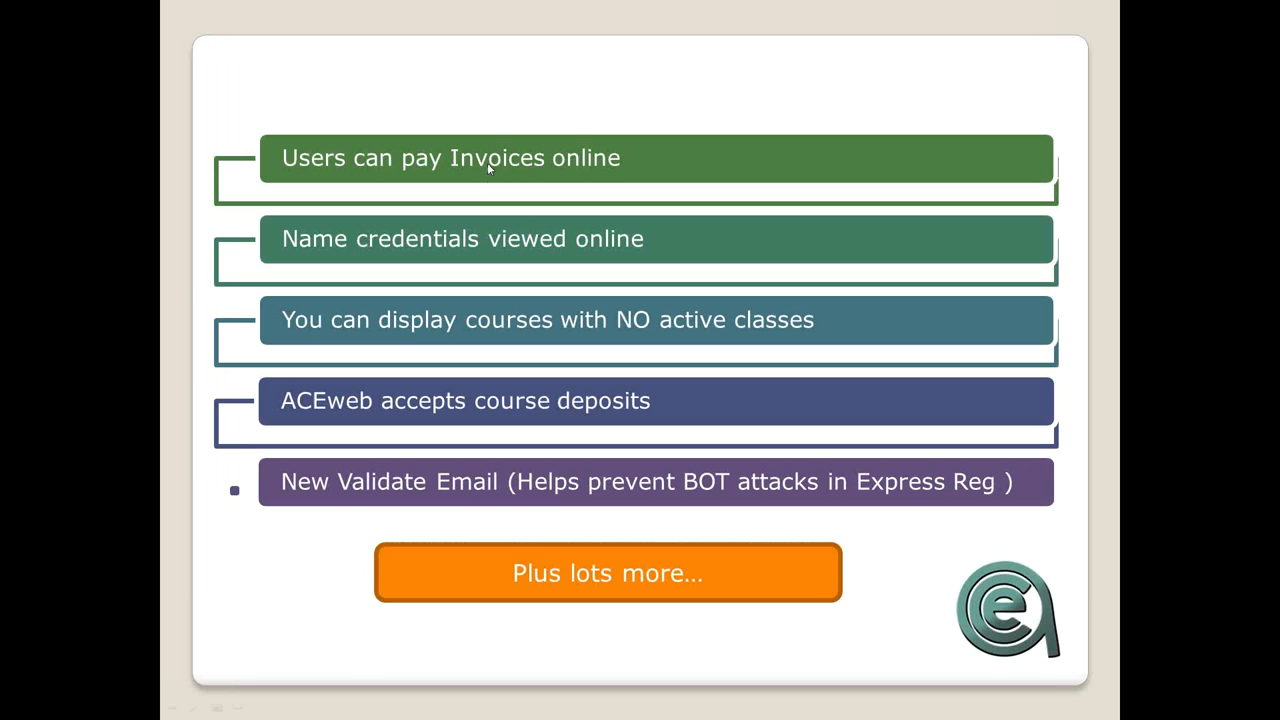 Users can pay Invoices online
Name credentials viewed online
You can display courses with NO active classes
ACEweb accepts course deposits
New Validate Email (Helps prevent BOT attacks in Express Reg )
Plus lots more…
ace